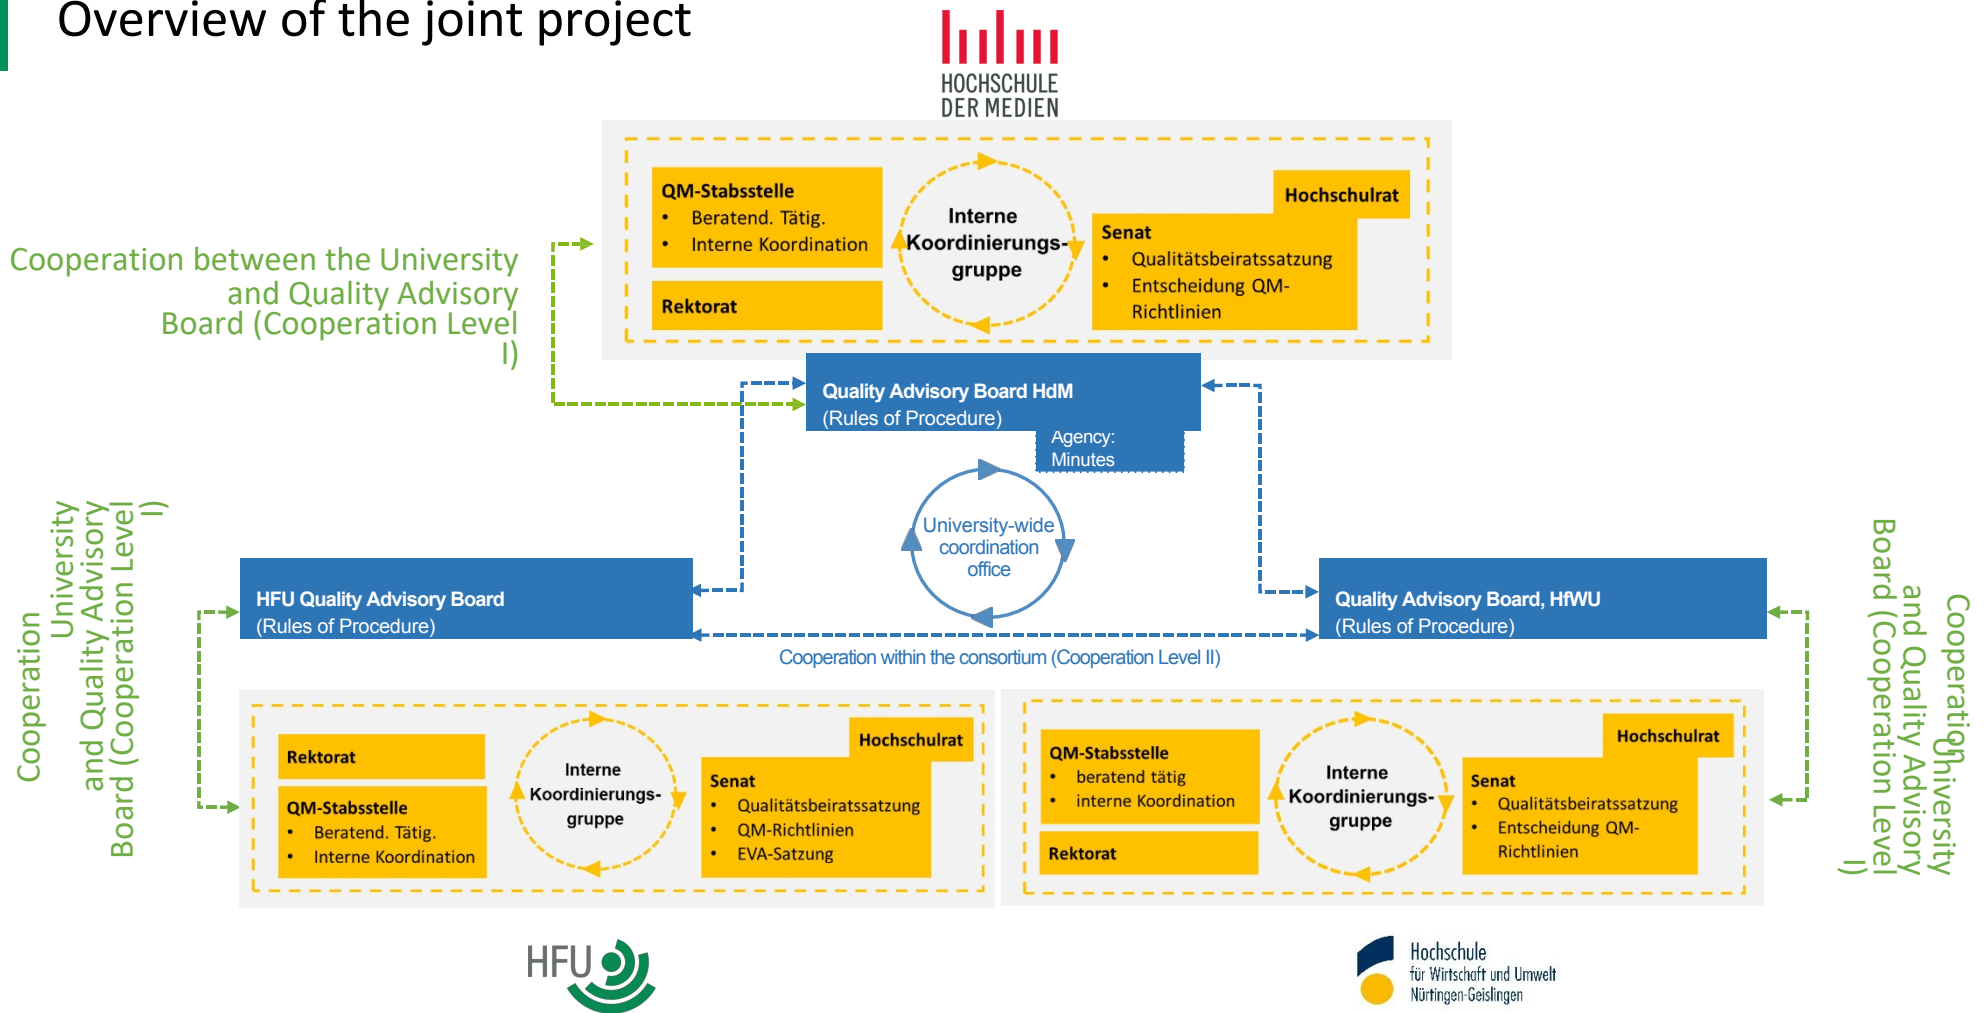 Overview of the joint project
HOCHSCHULE
DER MEDIEN
QM-Stabsstelle
• Beratend. Tätig.
• Interne Koordination
Rektorat
Interne
Koordinierungs-
gruppe
Hochschulrat
Senat
• Qualitätsbeiratssatzung
• Entscheidung QM-
Richtlinien
Cooperation between the University
and Quality Advisory
Board (Cooperation Level
I)
Quality Advisory Board HdM
(Rules of Procedure)
Agency:
Minutes
University-wide
coordination
office
Cooperation
University
and Quality Advisory
Board (Cooperation Level
I)
HFU Quality Advisory Board
(Rules of Procedure)
Quality Advisory Board, HfWU
(Rules of Procedure)
Cooperation within the consortium (Cooperation Level II)
Cooperation
University
and Quality Advisory
Board (Cooperation Level
I)
Rektorat
QM-Stabsstelle
• Beratend. Tätig.
• Interne Koordination
Interne
Koordinierungs-
gruppe
Hochschulrat
Senat
• Qualitätsbeiratssatzung
• QM-Richtlinien
• EVA-Satzung
QM-Stabsstelle
• beratend tätig
• interne Koordination
Rektorat
Interne
Koordinierungs-
gruppe
Hochschulrat
Senat
• Qualitätsbeiratssatzung
• Entscheidung QM-
Richtlinien
HFU
Hochschule
für Wirtschaft und Umwelt
Nürtingen-Geislingen